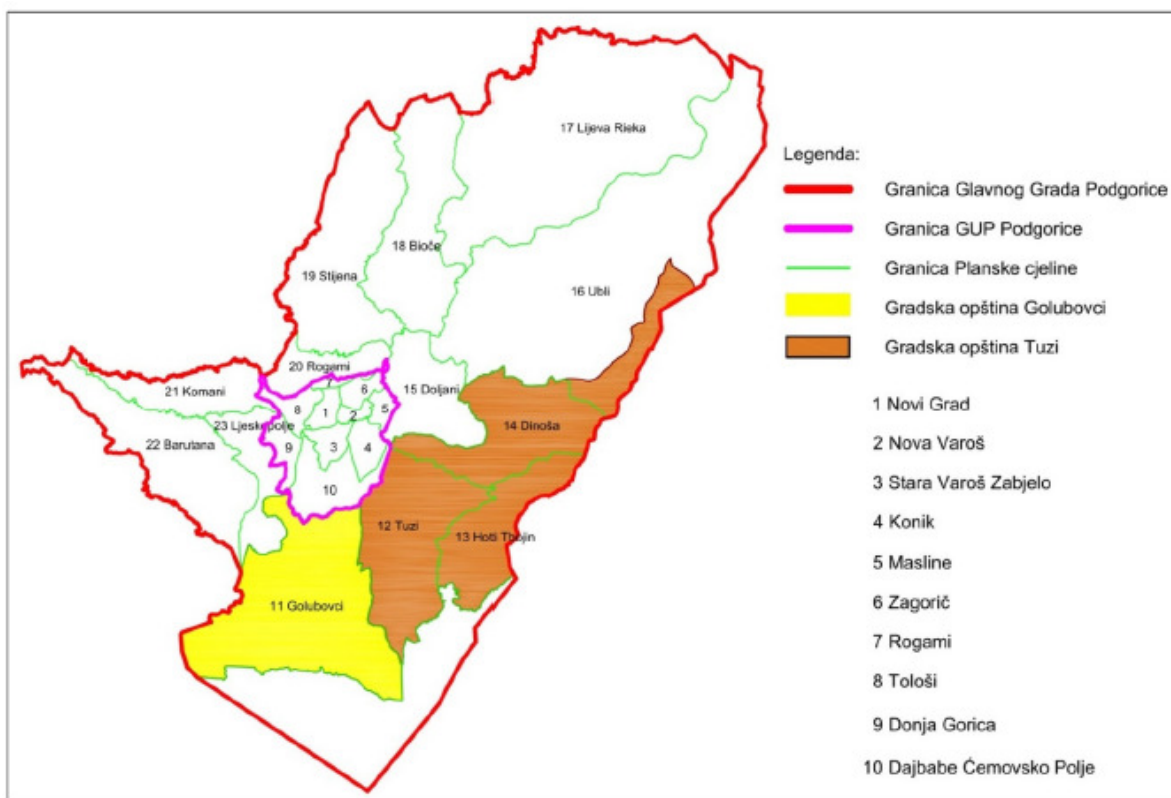 17 Lijeva Rieka
18 Bioče
19 Stijena
16 Ubli
20 Rogami
21 Komani
15 Doljani
7
6
8
1
2
5
23 Ljeskopolje
22 Barutana
14 Dinoša
9
3
4
10
12 Tuzi
13 Hoti Traojin
11 Golubovci
Legenda:
Granica Glavnog Grada Podgorice
Granica GUP Podgorice
Granica Planske cjeline
Gradska opština Golubovci
Gradska opština Tuzi
1 Novi Grad
2 Nova Varoš
3 Stara Varoš Zabjelo
4 Konik
5 Masline
6 Zagorič
7 Rogami
8 Tološi
9 Donja Gorica
10 Dajbabe Ćemovsko Polje